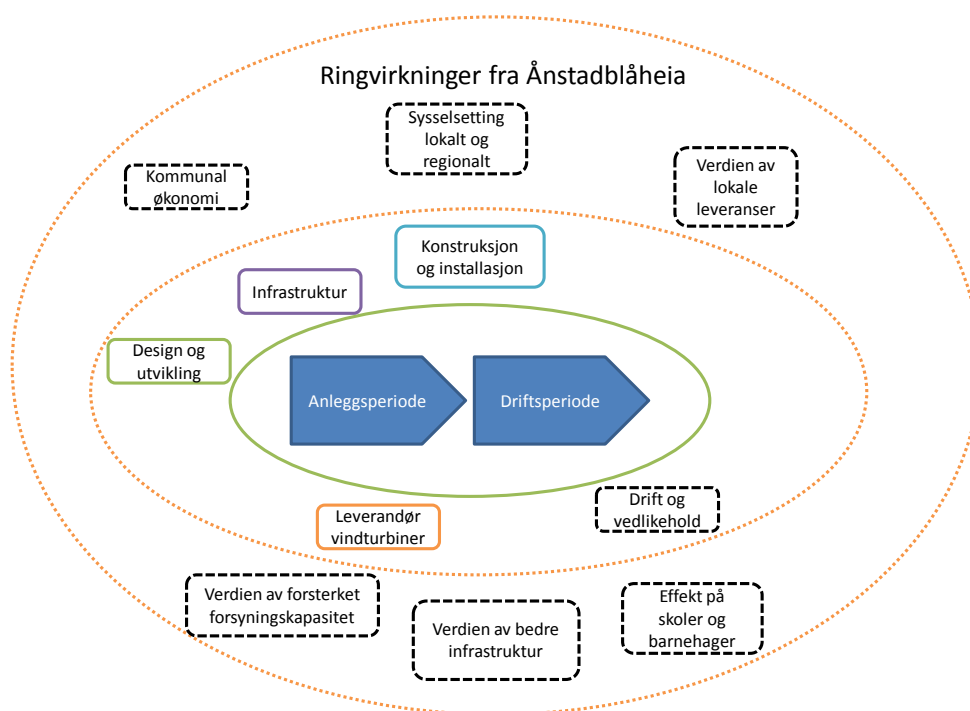 Ringvirkninger fra Ånstadblåheia
Sysselsetting
lokalt og
regionalt
Kommunal
økonomi
Verdien av
lokale
leveranser
Konstruksjon
og installasjon
Infrastruktur
Design og
utvikling
Anleggsperiode
Driftsperiode
Leverandør
vindturbiner
Drift og
vedlikehold
Verdien av forsterket
forsyningskapasitet
Verdien av bedre
infrastruktur
Effekt på
skoler og
barnehager